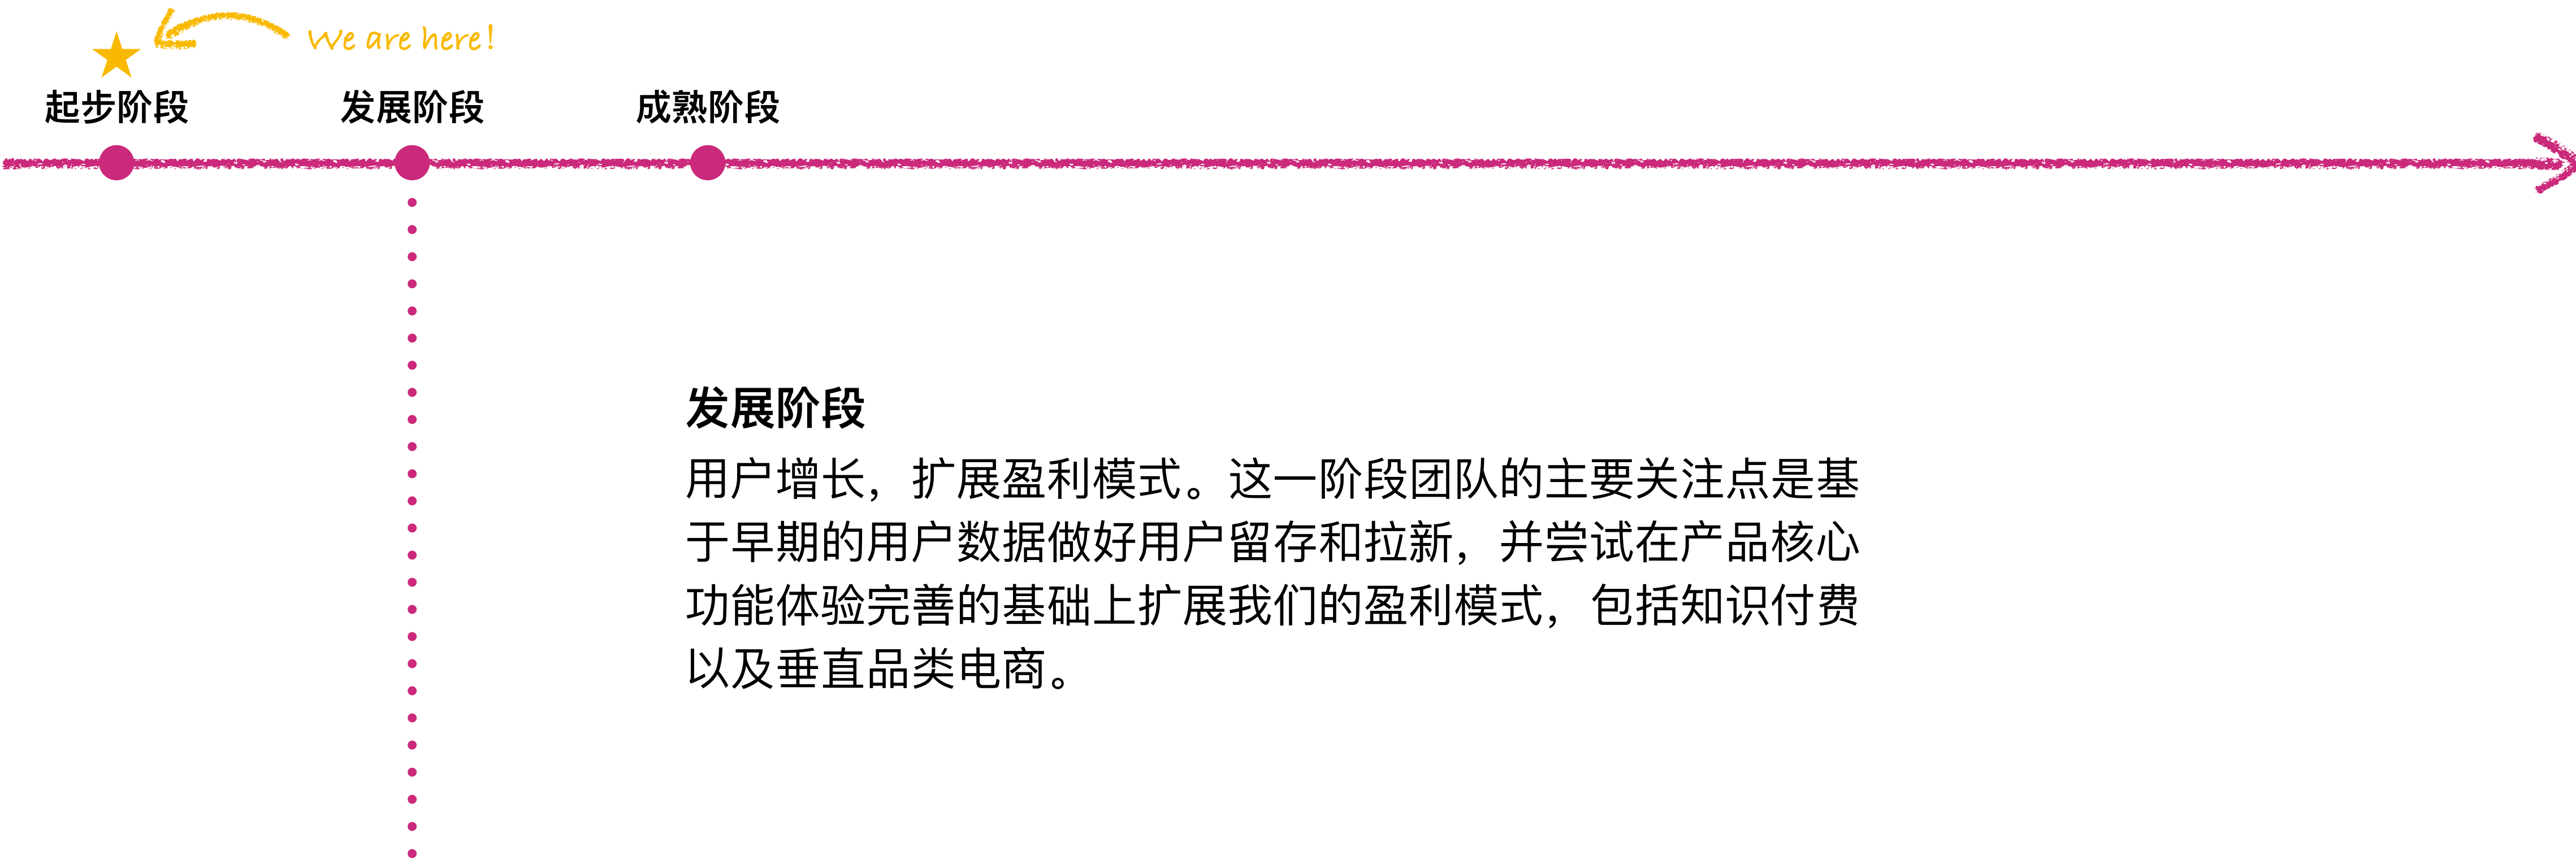 We are here!
起步阶段
发展阶段
成熟阶段
发展阶段
用户增长，扩展盈利模式。这一阶段团队的主要关注点是基
于早期的用户数据做好用户留存和拉新，并尝试在产品核心
功能体验完善的基础上扩展我们的盈利模式，包括知识付费
以及垂直品类电商。